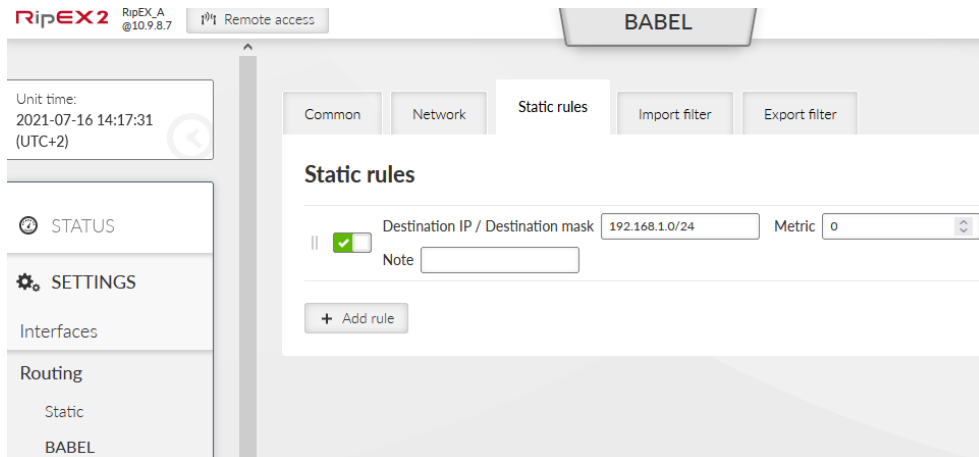 RipEX2 RipEX_A
@10.9.8.7
Remote access
BABEL
Unit time:
2021-07-16 14:17:31
(UTC+2)
STATUS
SETTINGS
Interfaces
Routing
Static
BABEL
Common Network Static rules Import filter Export filter
Static rules
Destination IP / Destination mask 192.168.1.0/24 Metric 0
Note
+ Add rule